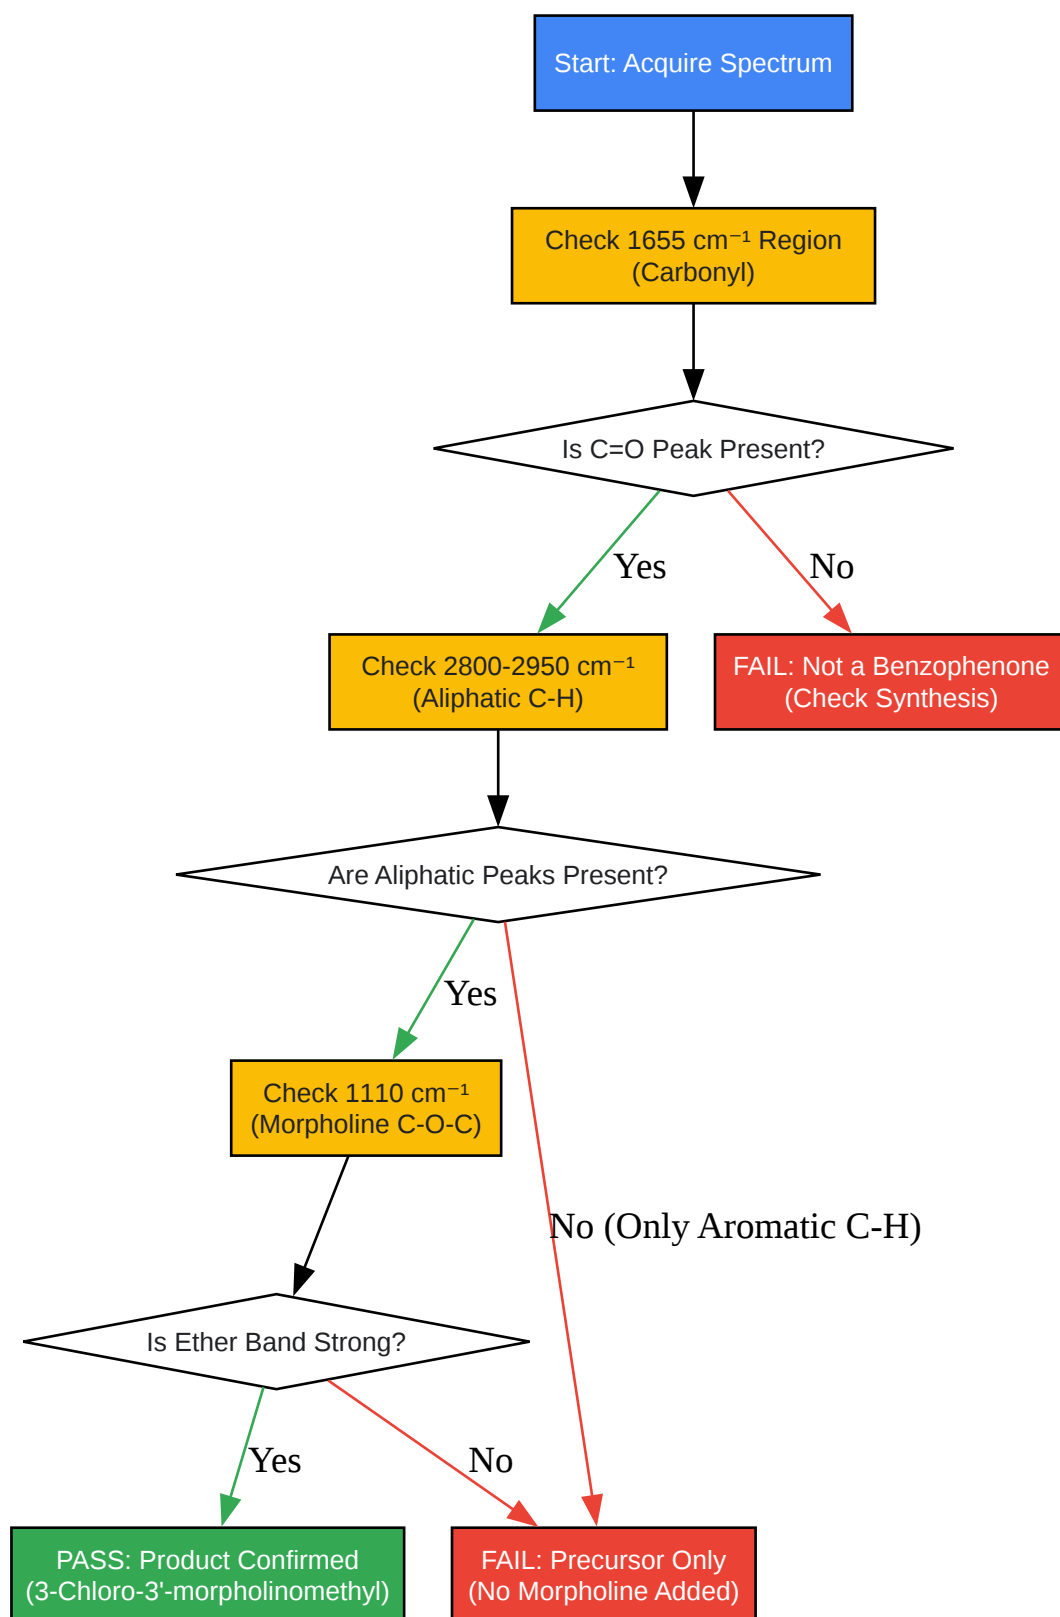 Start: Acquire Spectrum
Check 1655 cm⁻¹ Region
(Carbonyl)
Is C=O Peak Present?
Yes
No
Check 2800-2950 cm⁻¹
(Aliphatic C-H)
FAIL: Not a Benzophenone
(Check Synthesis)
Are Aliphatic Peaks Present?
Yes
Check 1110 cm⁻¹
(Morpholine C-O-C)
No (Only Aromatic C-H)
Is Ether Band Strong?
Yes
No
PASS: Product Confirmed
(3-Chloro-3'-morpholinomethyl)
FAIL: Precursor Only
(No Morpholine Added)